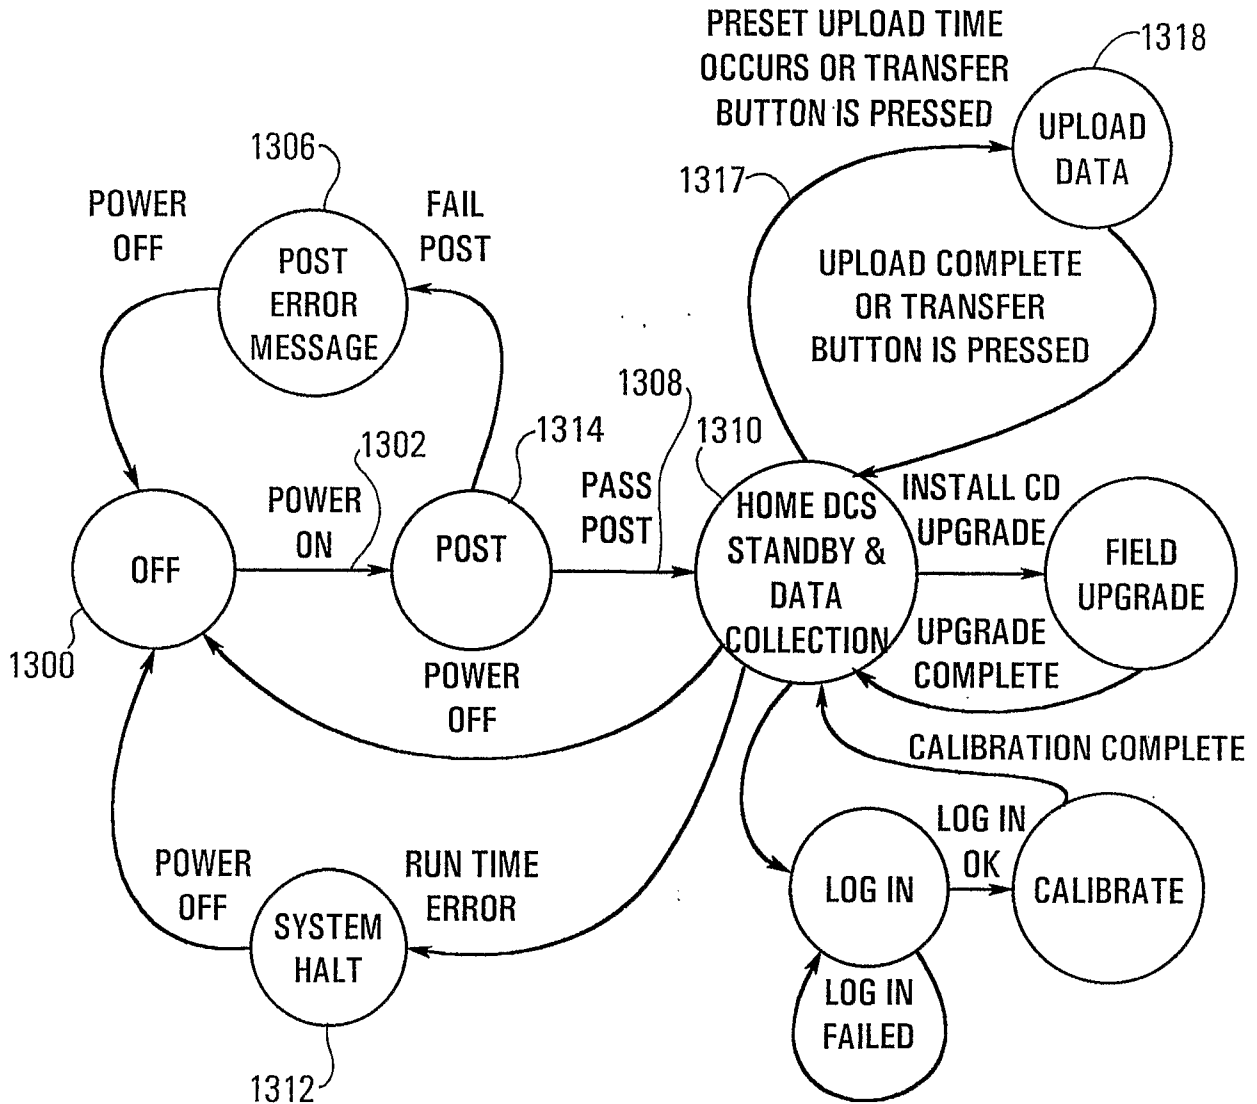 PRESET UPLOAD TIME
OCCURS OR TRANSFER
BUTTON IS PRESSED
1318
UPLOAD
DATA
1317
1306
POWER
OFF
FAIL
POST
POST
ERROR
MESSAGE
UPLOAD COMPLETE
OR TRANSFER
BUTTON IS PRESSED
1308
1302
1314
1310
POWER
ON
PASS
POST
OFF
POST
HOME DCS
STANDBY &
DATA
COLLECTION
INSTALL CD
UPGRADE
FIELD
UPGRADE
UPGRADE
COMPLETE
1300
POWER
OFF
CALIBRATION COMPLETE
POWER
OFF
RUN TIME
ERROR
SYSTEM
HALT
1312
LOG IN
LOG IN
OK
CALIBRATE
LOG IN
FAILED